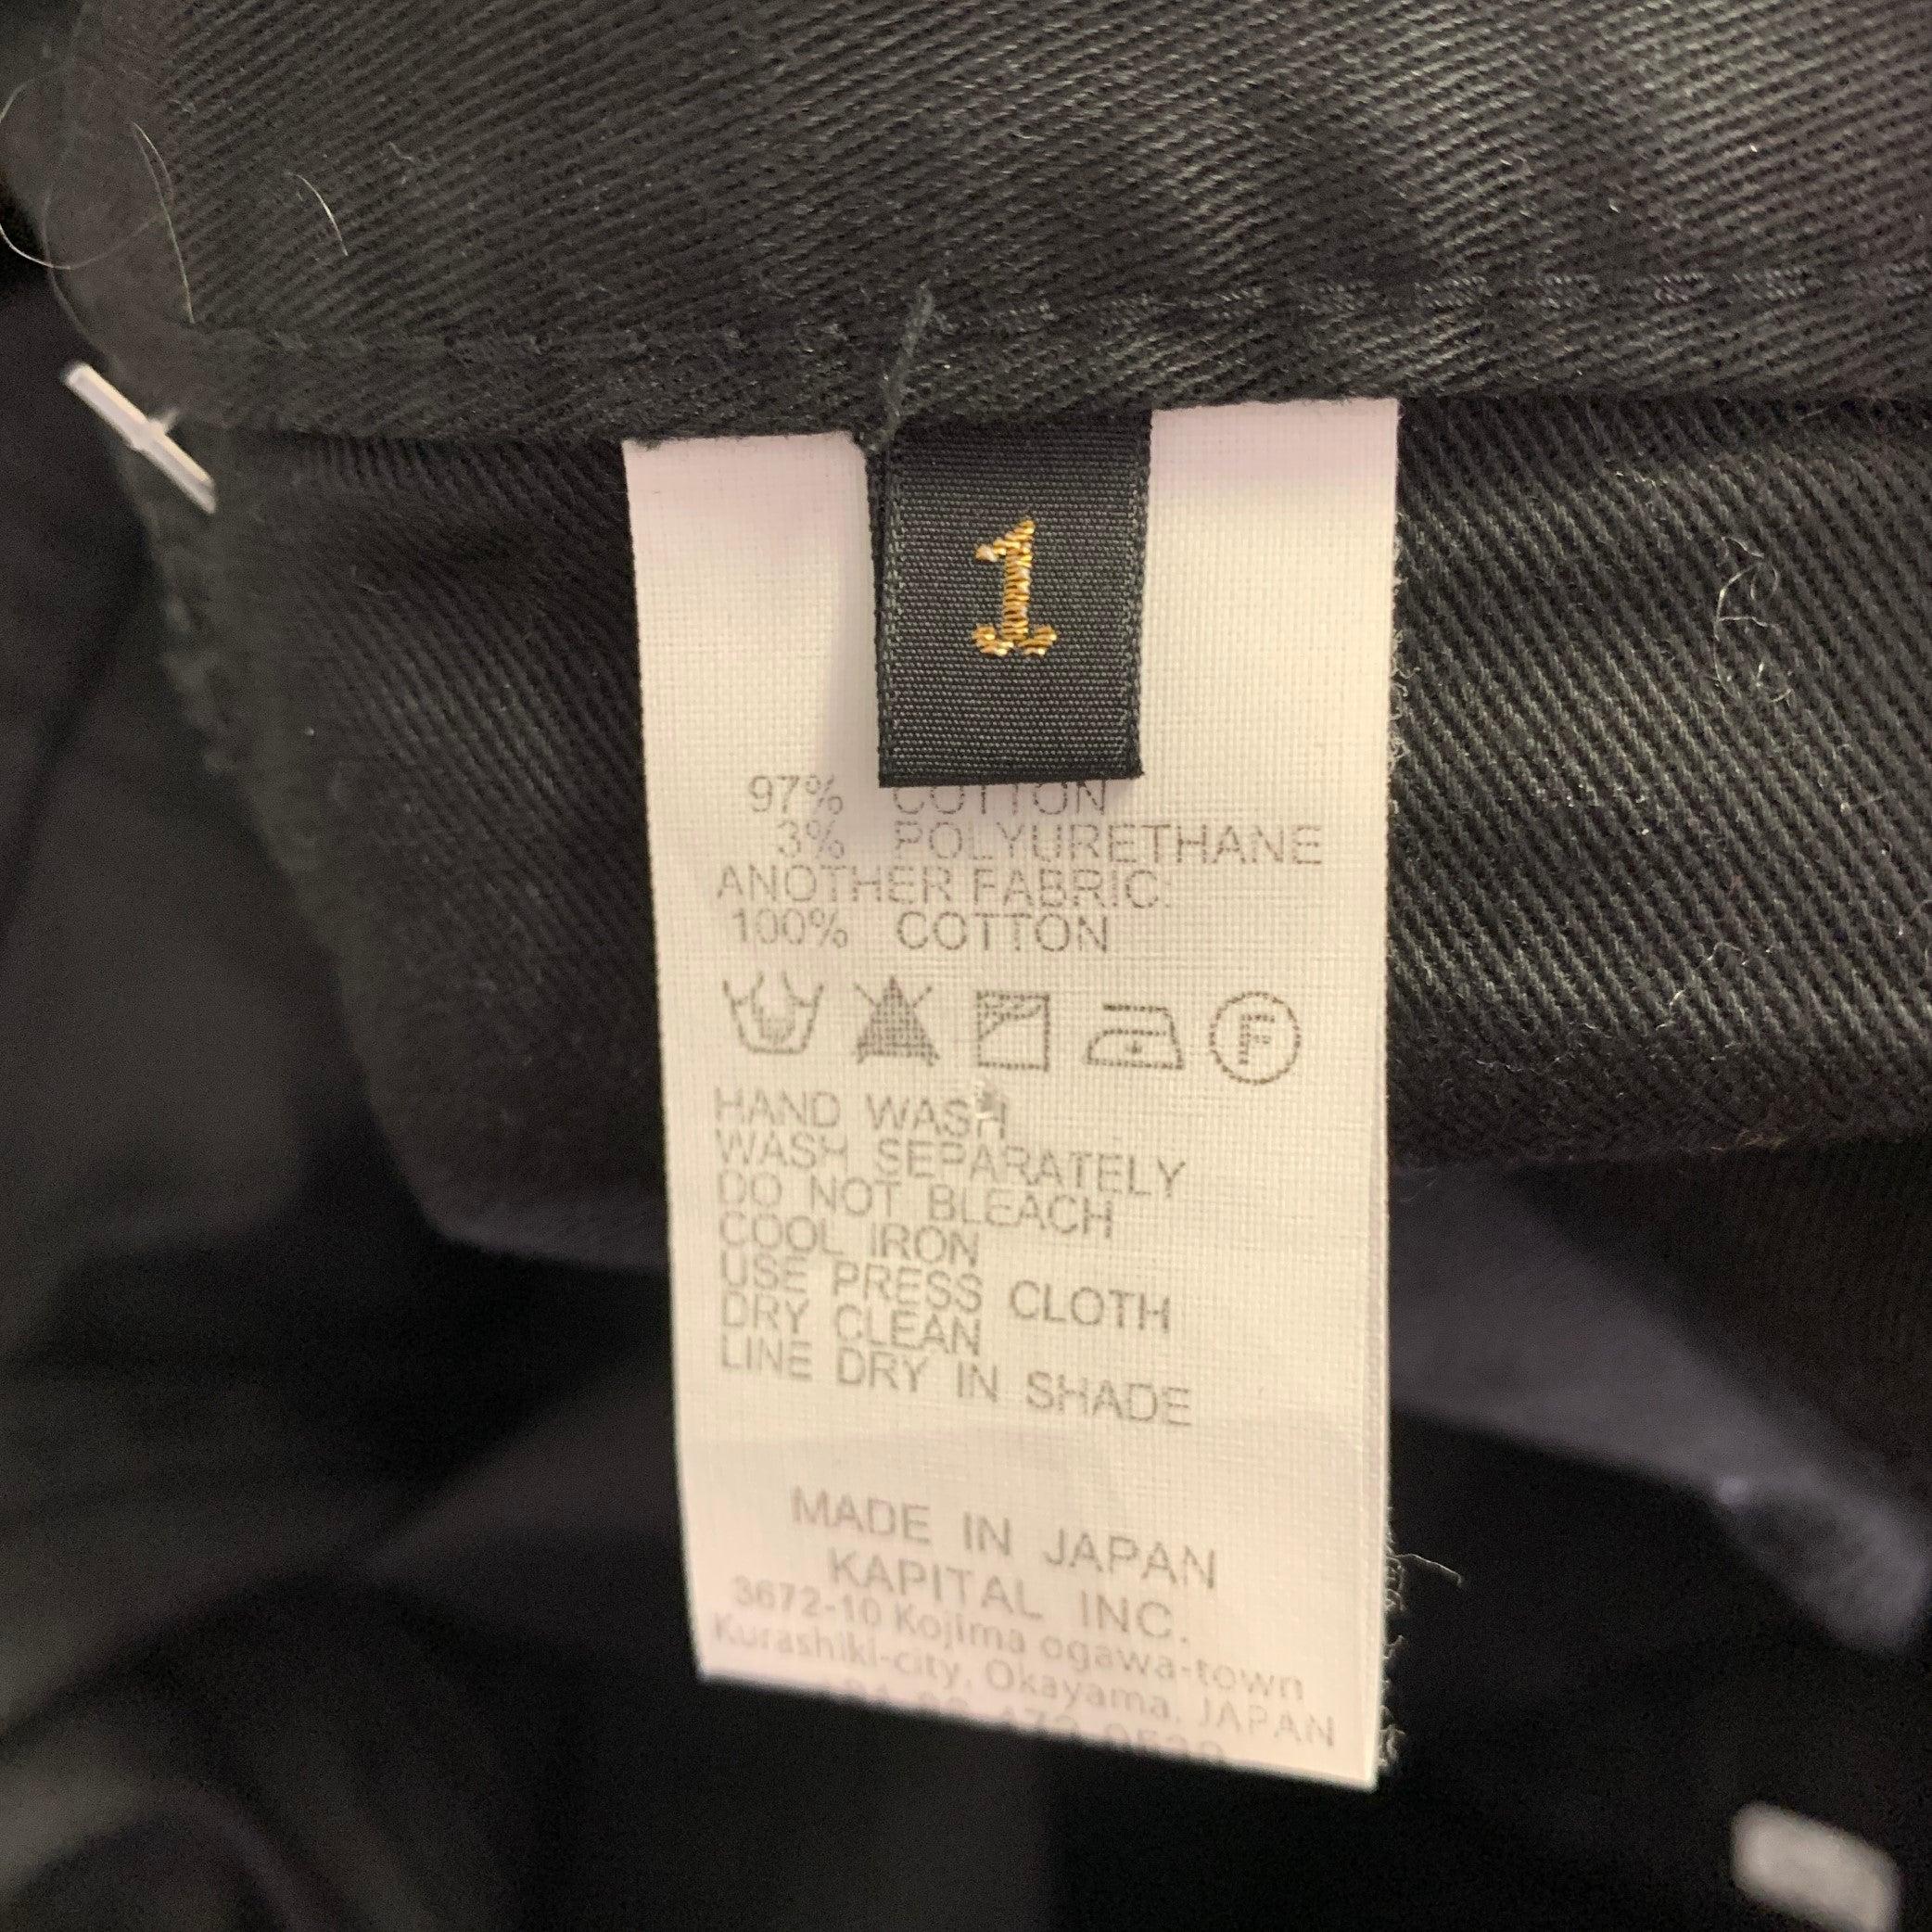 1
97% COTTON
3% POLYURETHANE
ANOTHER FABRIC:
100% COTTON
F
HAND WASH
WASH SEPARATELY
DO NOT BLEACH
COOL IRON
USE PRESS CLOTH
DRY CLEAN
LINE DRY IN SHADE
MADE IN JAPAN
KAPITAL INC.
3672-10 Kojima ogawa-town
Kurashiki-city, Okayama, JAPAN